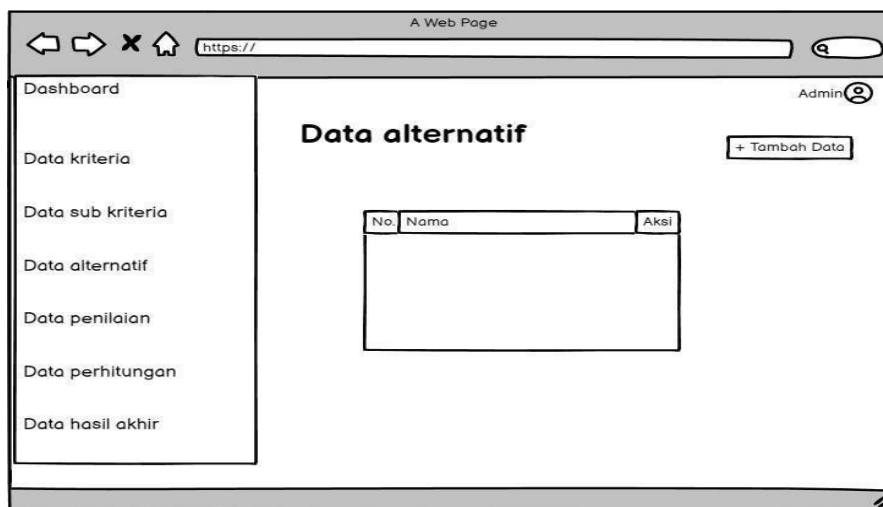 A Web Page
https://
Dashboard
Admin
Data alternatif
+ Tambah Data
Data kriteria
Data sub kriteria
No. Nama Aksi
Data alternatif
Data penilaian
Data perhitungan
Data hasil akhir